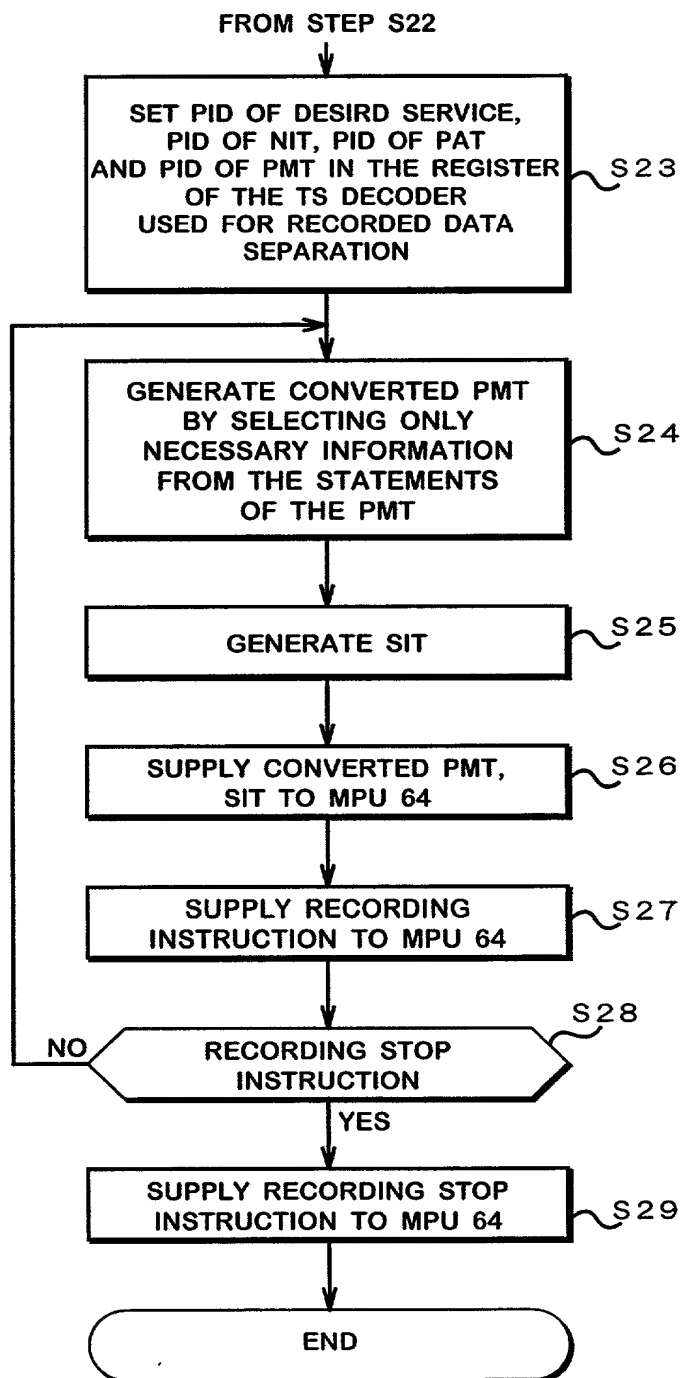 FROM STEP S22
SET PID OF DESIRD SERVICE,
PID OF NIT, PID OF PAT
AND PID OF PMT IN THE REGISTER
OF THE TS DECODER
USED FOR RECORDED DATA
SEPARATION
S23
GENERATE CONVERTED PMT
BY SELECTING ONLY
NECESSARY INFORMATION
FROM THE STATEMENTS
OF THE PMT
S24
GENERATE SIT
S25
SUPPLY CONVERTED PMT,
SIT TO MPU 64
S26
SUPPLY RECORDING
INSTRUCTION TO MPU 64
S27
S28
NO
RECORDING STOP
INSTRUCTION
YES
SUPPLY RECORDING STOP
INSTRUCTION TO MPU 64
S29
END